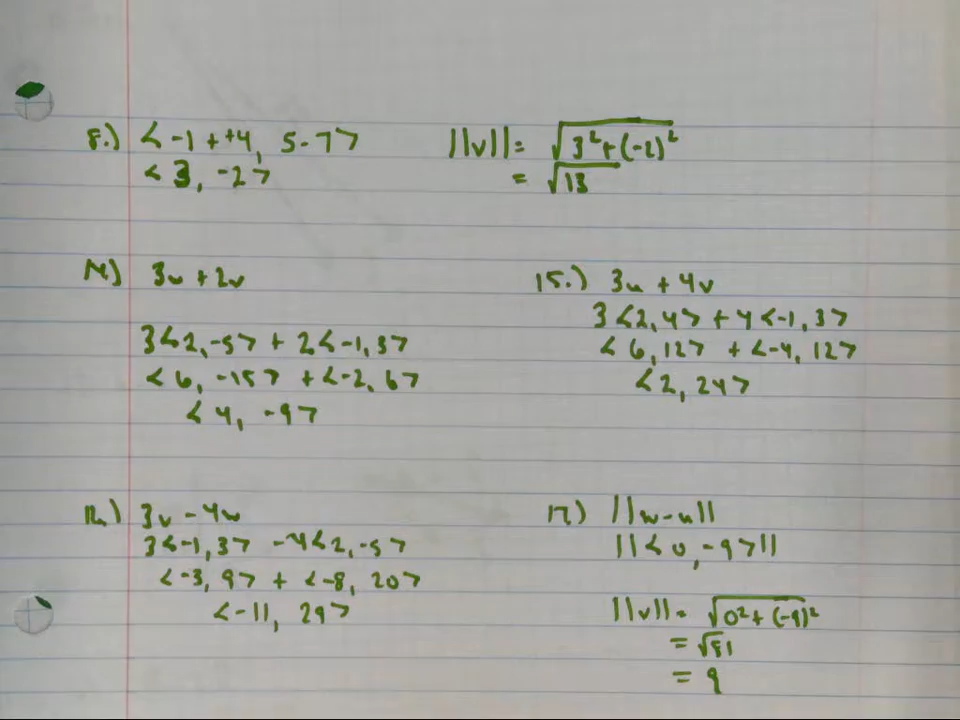 8.) <-1 + +4, 5-7>
<3, -2>
||v|| = √3² + (-2)²
= √13
14.) 3w + 2v
3<2, -5> + 2<-1, 3>
<6, -15> + <-2, 6>
<4, -9>
15.) 3u + 4v
3<2, 4> + 4<-1, 3>
<6, 12> + <-4, 12>
<2, 24>
16.) 3v - 4w
3<-1, 3> - 4<2, -5>
<-3, 9> + <-8, 20>
<-11, 29>
17.) ||w-u||
||<0, -9>||
||v|| = √0² + (-9)²
= √81
= 9